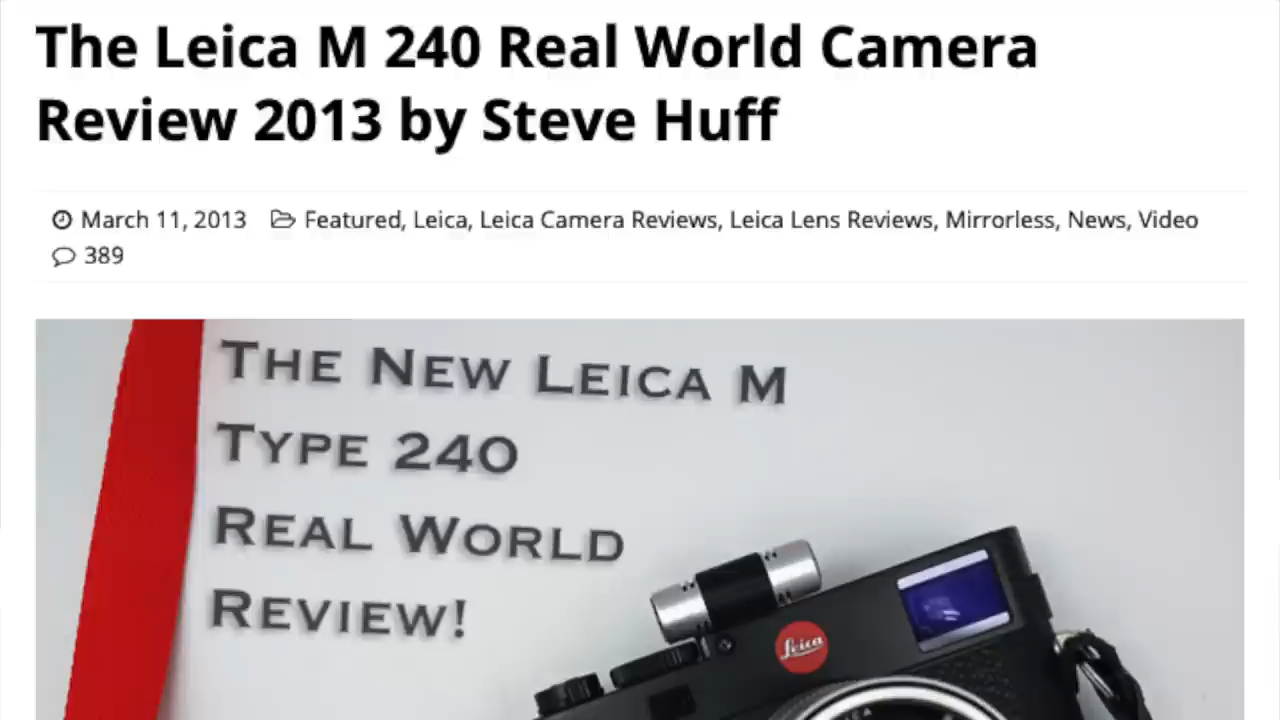 The Leica M 240 Real World Camera
Review 2013 by Steve Huff
March 11, 2013 Featured, Leica, Leica Camera Reviews, Leica Lens Reviews, Mirrorless, News, Video
389
THE NEW LEICA M
TYPE 240
REAL WORLD
REVIEW!
Leica